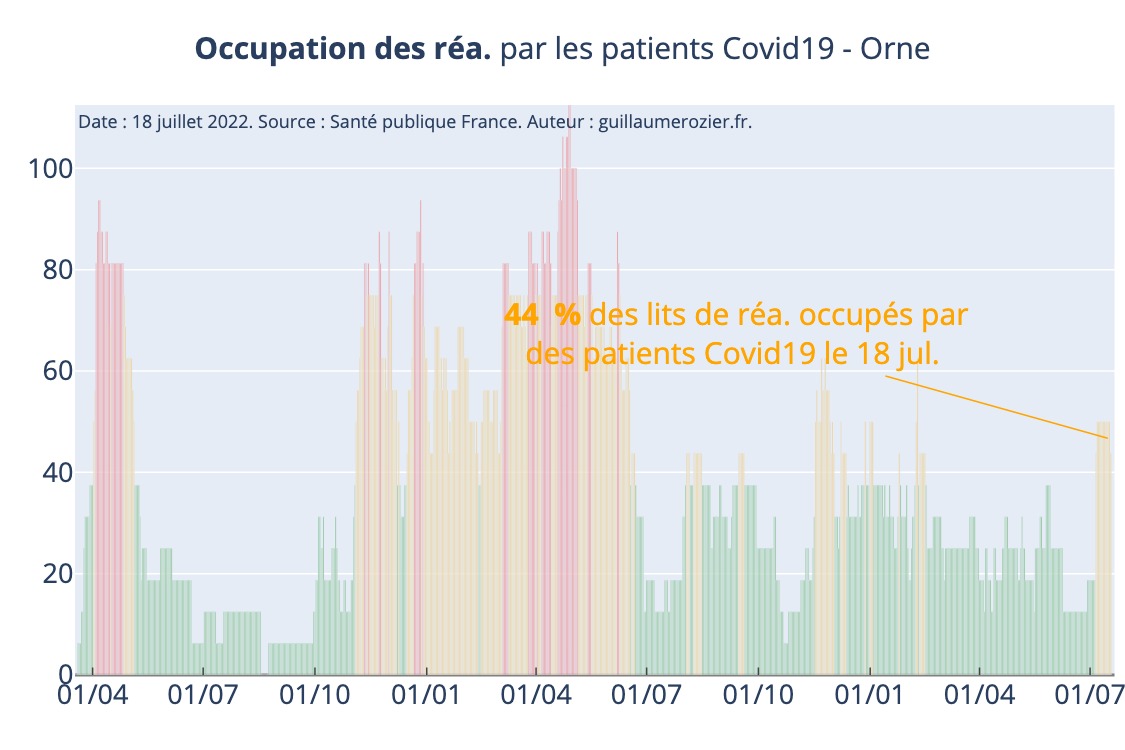 Occupation des réa. par les patients Covid19 - Orne
Date : 18 juillet 2022. Source : Santé publique France. Auteur : guillaumerozier.fr.
100
80
44 % des lits de réa. occupés par
des patients Covid19 le 18 jul.
60
40
20
0
01/04 01/07 01/10 01/01 01/04 01/07 01/10 01/01 01/04 01/07